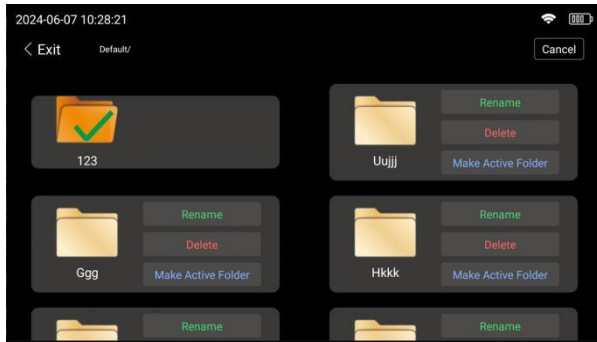 2024-06-07 10:28:21
Exit
Default/
Cancel
123
Rename
Delete
Make Active Folder
Uujjj
Rename
Delete
Make Active Folder
Ggg
Rename
Delete
Make Active Folder
Hkkk
Rename
Rename